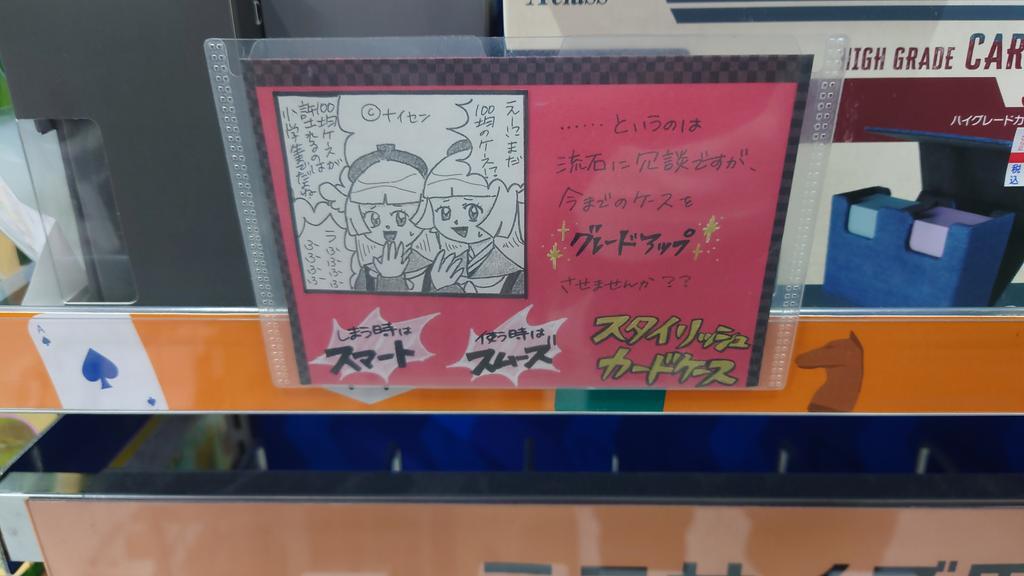 えーっまだ
100均のケース!?
© ナイセン
100均ケースが
許されるのは
小学生までだよね
うふふふふふ
……というのは
流石に冗談ですが、
今までのケースを
グレードアップ
させませんか??
しまう時は
スマート
使う時は
スムーズ
スタイリッシュ
カードケース
HIGH GRADE CAR
ハイグレードカ
税込
A